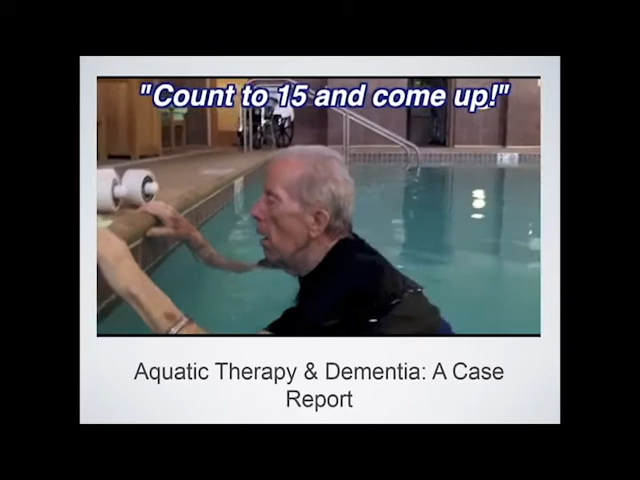 "Count to 15 and come up!"
Aquatic Therapy & Dementia: A Case
Report